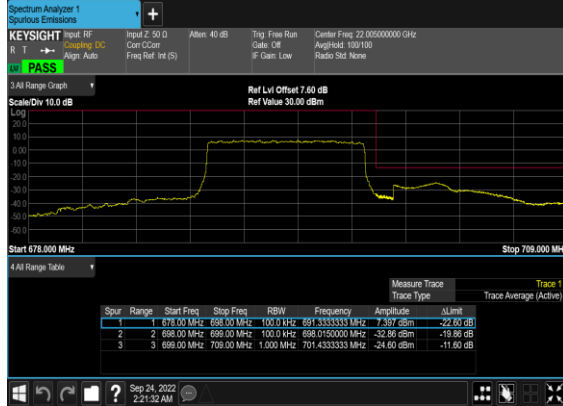 Spectrum Analyzer 1
Spurious Emissions
+
KEYSIGHT Input: RF Input Z: 50 Ω Atten: 40 dB Trig: Free Run Center Freq: 22.005000000 GHz
R T Coupling: DC Corr CCorr Gate: Off Avg|Hold: 100/100
Align: Auto Freq Ref: Int (S) IF Gain: Low Radio Std: None
PASS
3 All Range Graph
Ref Lvl Offset 7.60 dB
Scale/Div 10.0 dB Ref Value 30.00 dBm
Log
20.0
10.0
0.00
-10.0
-20.0
-30.0
-40.0
-50.0
-60.0
Start 678.000 MHz Stop 709.000 MH
4 All Range Table
Measure Trace Trace 1
Trace Type Trace Average (Active)
Spur Range Start Freq Stop Freq RBW Frequency Amplitude ΔLimit
1 1 678.00 MHz 698.00 MHz 100.0 kHz 691.3333333 MHz 7.397 dBm -22.60 dB
2 2 698.00 MHz 699.00 MHz 100.0 kHz 698.0150000 MHz -32.86 dBm -19.86 dB
3 3 699.00 MHz 709.00 MHz 1.000 MHz 701.4333333 MHz -24.60 dBm -11.60 dB
? Sep 24, 2022
2:21:32 AM